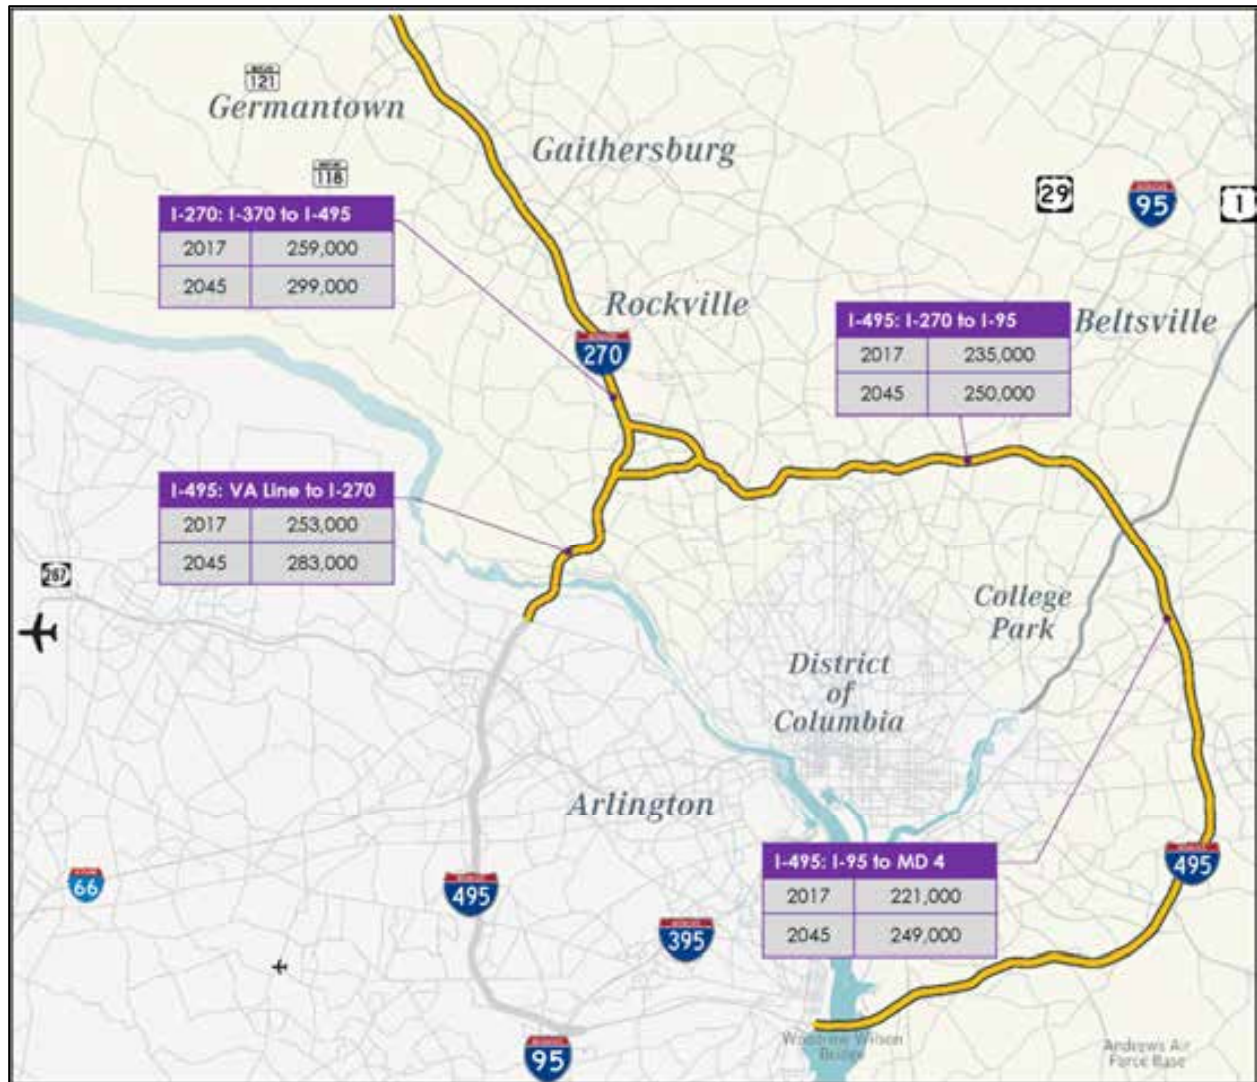 121
Germantown
Gaithersburg
118
29
95
1
I-270: I-370 to I-495
2017 259,000
2045 299,000
Rockville
270
I-495: I-270 to I-95
2017 235,000
2045 250,000
Beltsville
I-495: VA Line to I-270
2017 253,000
2045 283,000
267
College
Park
District
of
Columbia
Arlington
I-495: I-95 to MD 4
2017 221,000
2045 249,000
495
66
495
395
95
Woodrow Wilson
Bridge
Andrews Air
Force Base